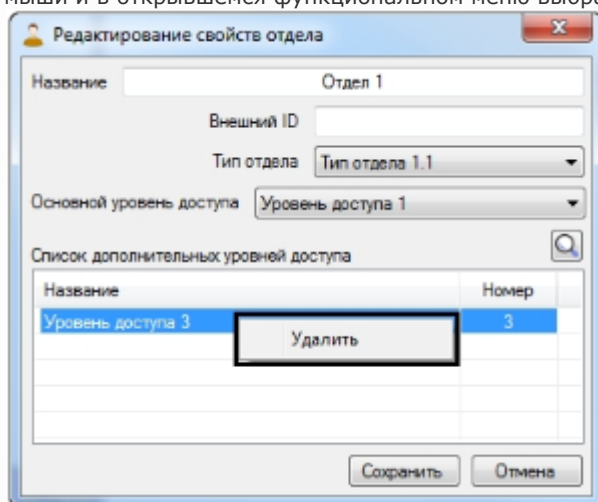 мыши и в открывшемся функциональном меню выбра
Редактирование свойств отдела
Название Отдел 1
Внешний ID
Тип отдела Тип отдела 1.1
Основной уровень доступа Уровень доступа 1
Список дополнительных уровней доступа
Название Номер
Уровень доступа 3 3
Удалить
Сохранить Отмена